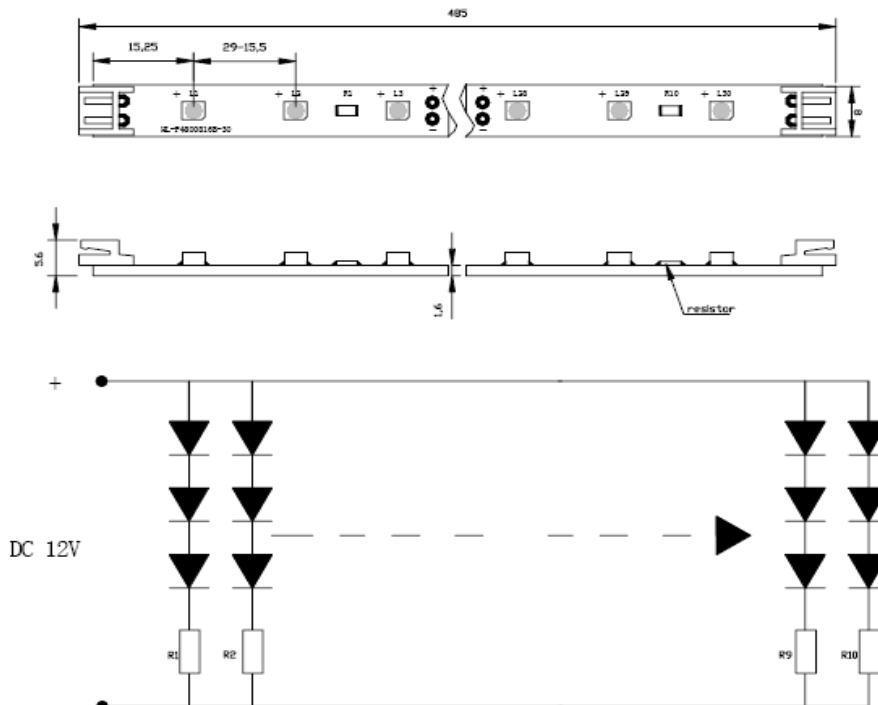 485
15,25 29-15,5
+ L1 + L2 R1 + L3 + + + L28 + L29 R10 + L30
- -
8
5.6
1.6
resistor
+
DC 12V
R1 R2 R9 R10